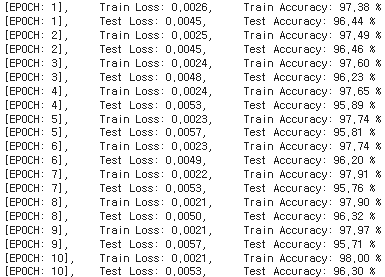 [EPOCH: 1], Train Loss: 0.0026, Train Accuracy: 97.38 %
[EPOCH: 1], Test Loss: 0.0045, Test Accuracy: 96.44 %
[EPOCH: 2], Train Loss: 0.0025, Train Accuracy: 97.49 %
[EPOCH: 2], Test Loss: 0.0045, Test Accuracy: 96.46 %
[EPOCH: 3], Train Loss: 0.0024, Train Accuracy: 97.60 %
[EPOCH: 3], Test Loss: 0.0048, Test Accuracy: 96.23 %
[EPOCH: 4], Train Loss: 0.0024, Train Accuracy: 97.65 %
[EPOCH: 4], Test Loss: 0.0053, Test Accuracy: 95.89 %
[EPOCH: 5], Train Loss: 0.0023, Train Accuracy: 97.74 %
[EPOCH: 5], Test Loss: 0.0057, Test Accuracy: 95.81 %
[EPOCH: 6], Train Loss: 0.0023, Train Accuracy: 97.74 %
[EPOCH: 6], Test Loss: 0.0049, Test Accuracy: 96.20 %
[EPOCH: 7], Train Loss: 0.0022, Train Accuracy: 97.91 %
[EPOCH: 7], Test Loss: 0.0053, Test Accuracy: 95.76 %
[EPOCH: 8], Train Loss: 0.0021, Train Accuracy: 97.90 %
[EPOCH: 8], Test Loss: 0.0050, Test Accuracy: 96.32 %
[EPOCH: 9], Train Loss: 0.0021, Train Accuracy: 97.97 %
[EPOCH: 9], Test Loss: 0.0057, Test Accuracy: 95.71 %
[EPOCH: 10], Train Loss: 0.0021, Train Accuracy: 98.00 %
[EPOCH: 10], Test Loss: 0.0053, Test Accuracy: 96.30 %